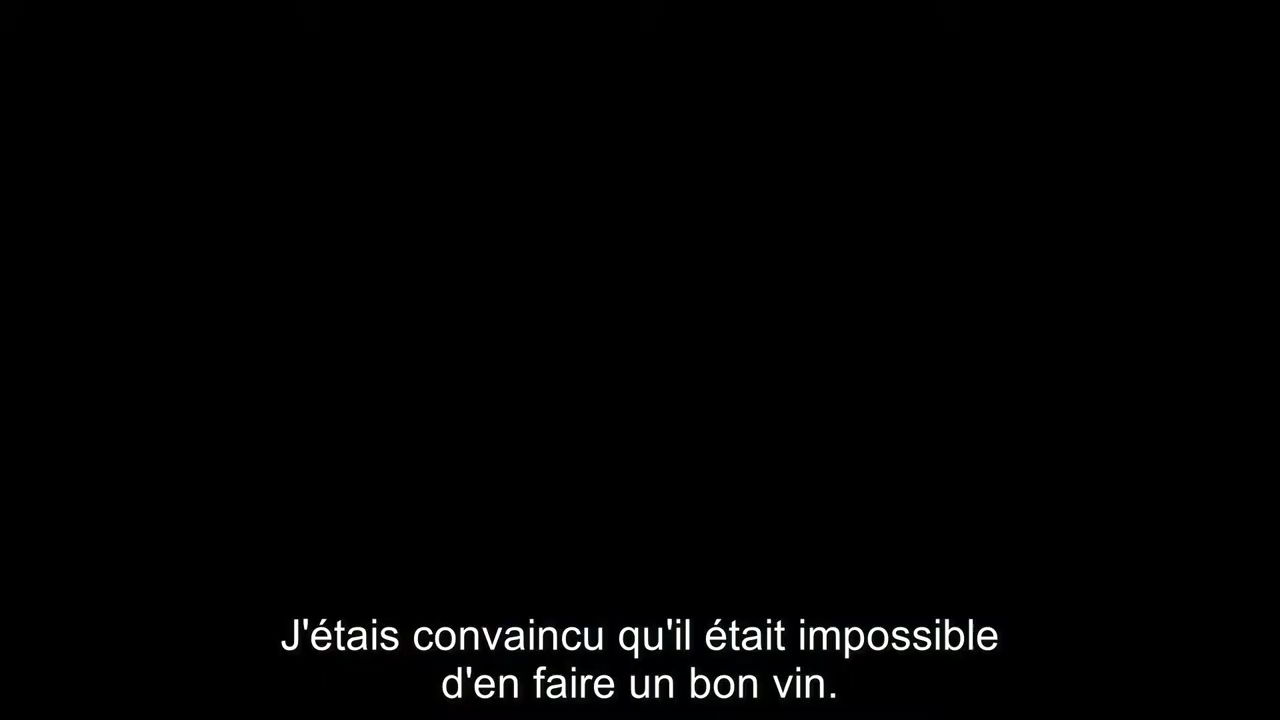 J'étais convaincu qu'il était impossible
d'en faire un bon vin.